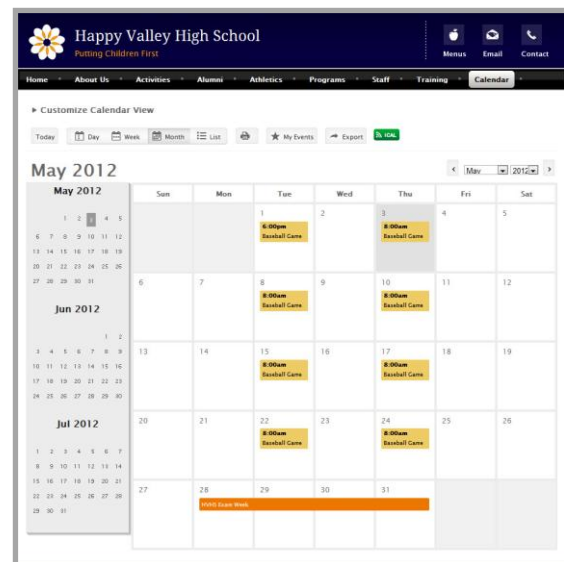 Happy Valley High School
Putting Children First
Menus Email Contact
Home About Us Activities Alumni Athletics Programs Staff Training Calendar
Customize Calendar View
Today Day Week Month List My Events Export iCAL
May 2012
May 2012
May 2012 Sun Mon Tue Wed Thu Fri Sat
1 2 3 4 5
6 7 8 9 10 11 12
13 14 15 16 17 18 19
20 21 22 23 24 25 26
27 28 29 30 31
Jun 2012
1 2
3 4 5 6 7 8 9
10 11 12 13 14 15 16
17 18 19 20 21 22 23
24 25 26 27 28 29 30
Jul 2012
1 2 3 4 5 6 7
8 9 10 11 12 13 14
15 16 17 18 19 20 21
22 23 24 25 26 27 28
29 30 31
1 2 3 4 5
6:00pm 8:00am
Baseball Game Baseball Game
6 7 8 9 10 11 12
8:00am 8:00am
Baseball Game Baseball Game
13 14 15 16 17 18 19
8:00am 8:00am
Baseball Game Baseball Game
20 21 22 23 24 25 26
8:00am 8:00am
Baseball Game Baseball Game
27 28 29 30 31
HVHS Exam Week